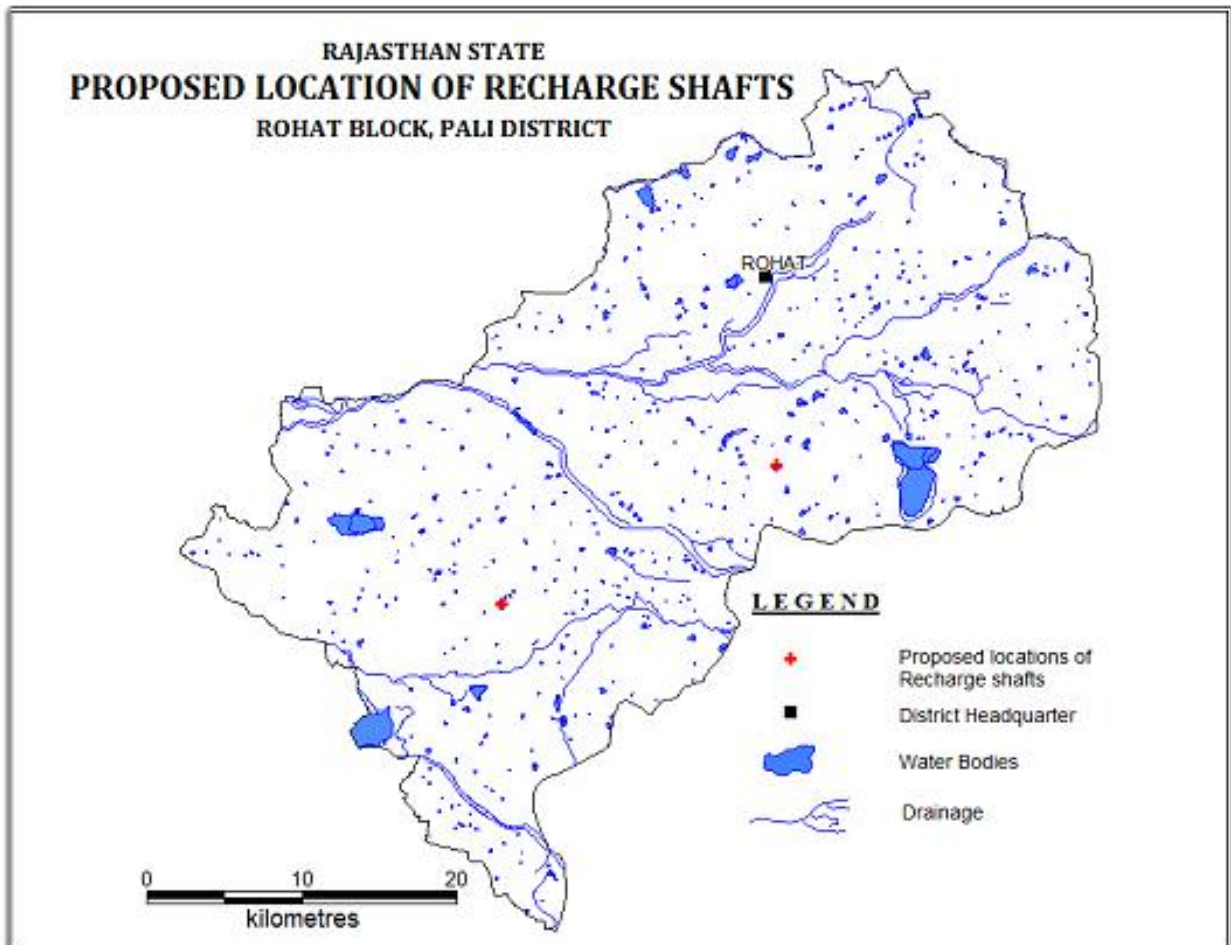 RAJASTHAN STATE
PROPOSED LOCATION OF RECHARGE SHAFTS
ROHAT BLOCK, PALI DISTRICT
ROHAT
LEGEND
Proposed locations of
Recharge shafts
District Headquarter
Water Bodies
Drainage
0 10 20
kilometres